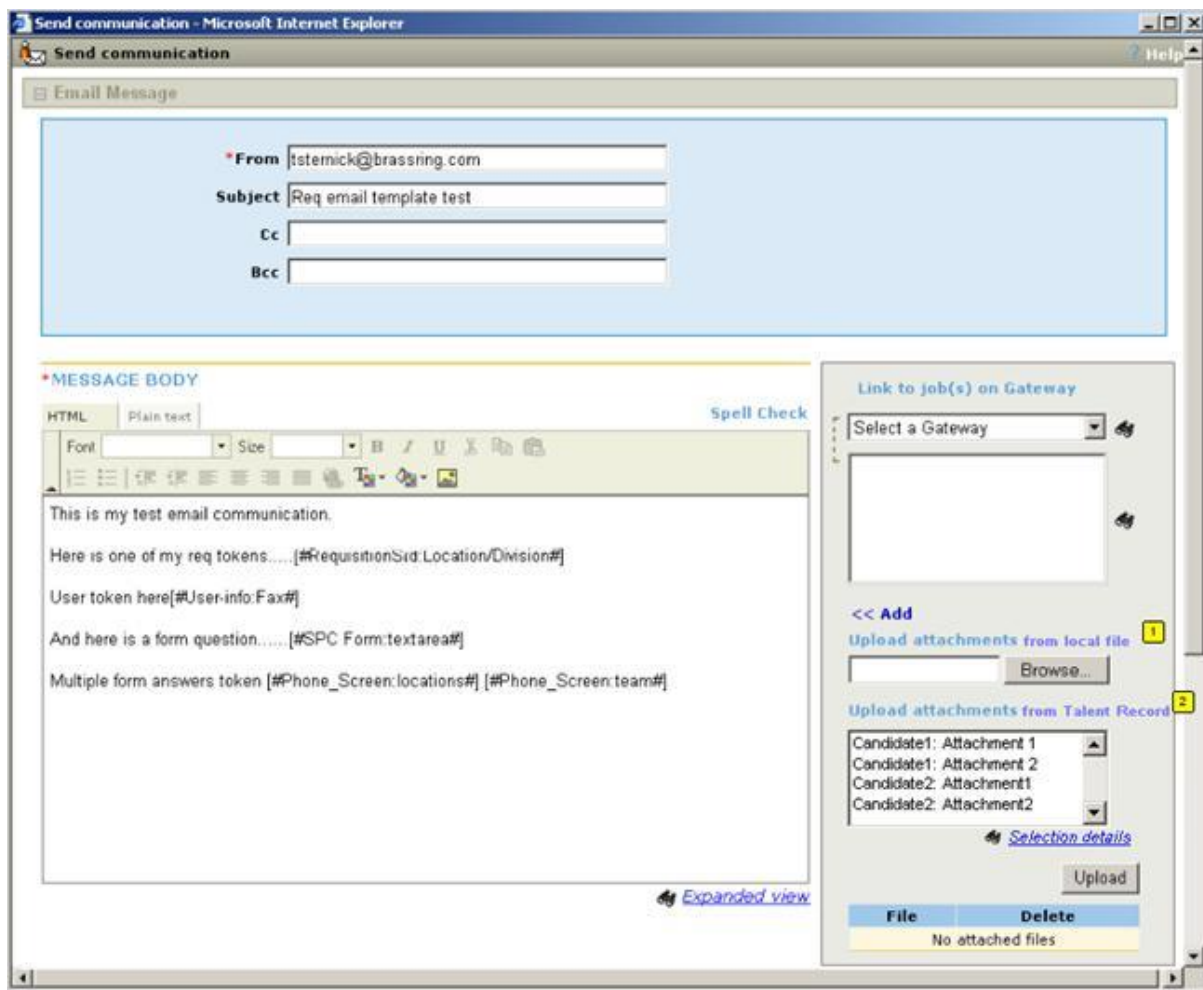 Send communication - Microsoft Internet Explorer
Send communication
? Help
Email Message
*From tsternick@brassring.com
Subject Req email template test
Cc
Bcc
*MESSAGE BODY
HTML Plain text Spell Check
Font Size B I U
This is my test email communication.
Here is one of my req tokens.....[#RequisitionStd:Location/Division#]
User token here[#User-info:Fax#]
And here is a form question......[#SPC Form:textarea#]
Multiple form answers token [#Phone_Screen:locations#] [#Phone_Screen:team#]
Expanded view
Link to job(s) on Gateway
Select a Gateway
<< Add
Upload attachments from local file 1
Browse...
Upload attachments from Talent Record 2
Candidate1: Attachment 1
Candidate1: Attachment 2
Candidate2: Attachment1
Candidate2: Attachment2
Selection details
Upload
File Delete
No attached files